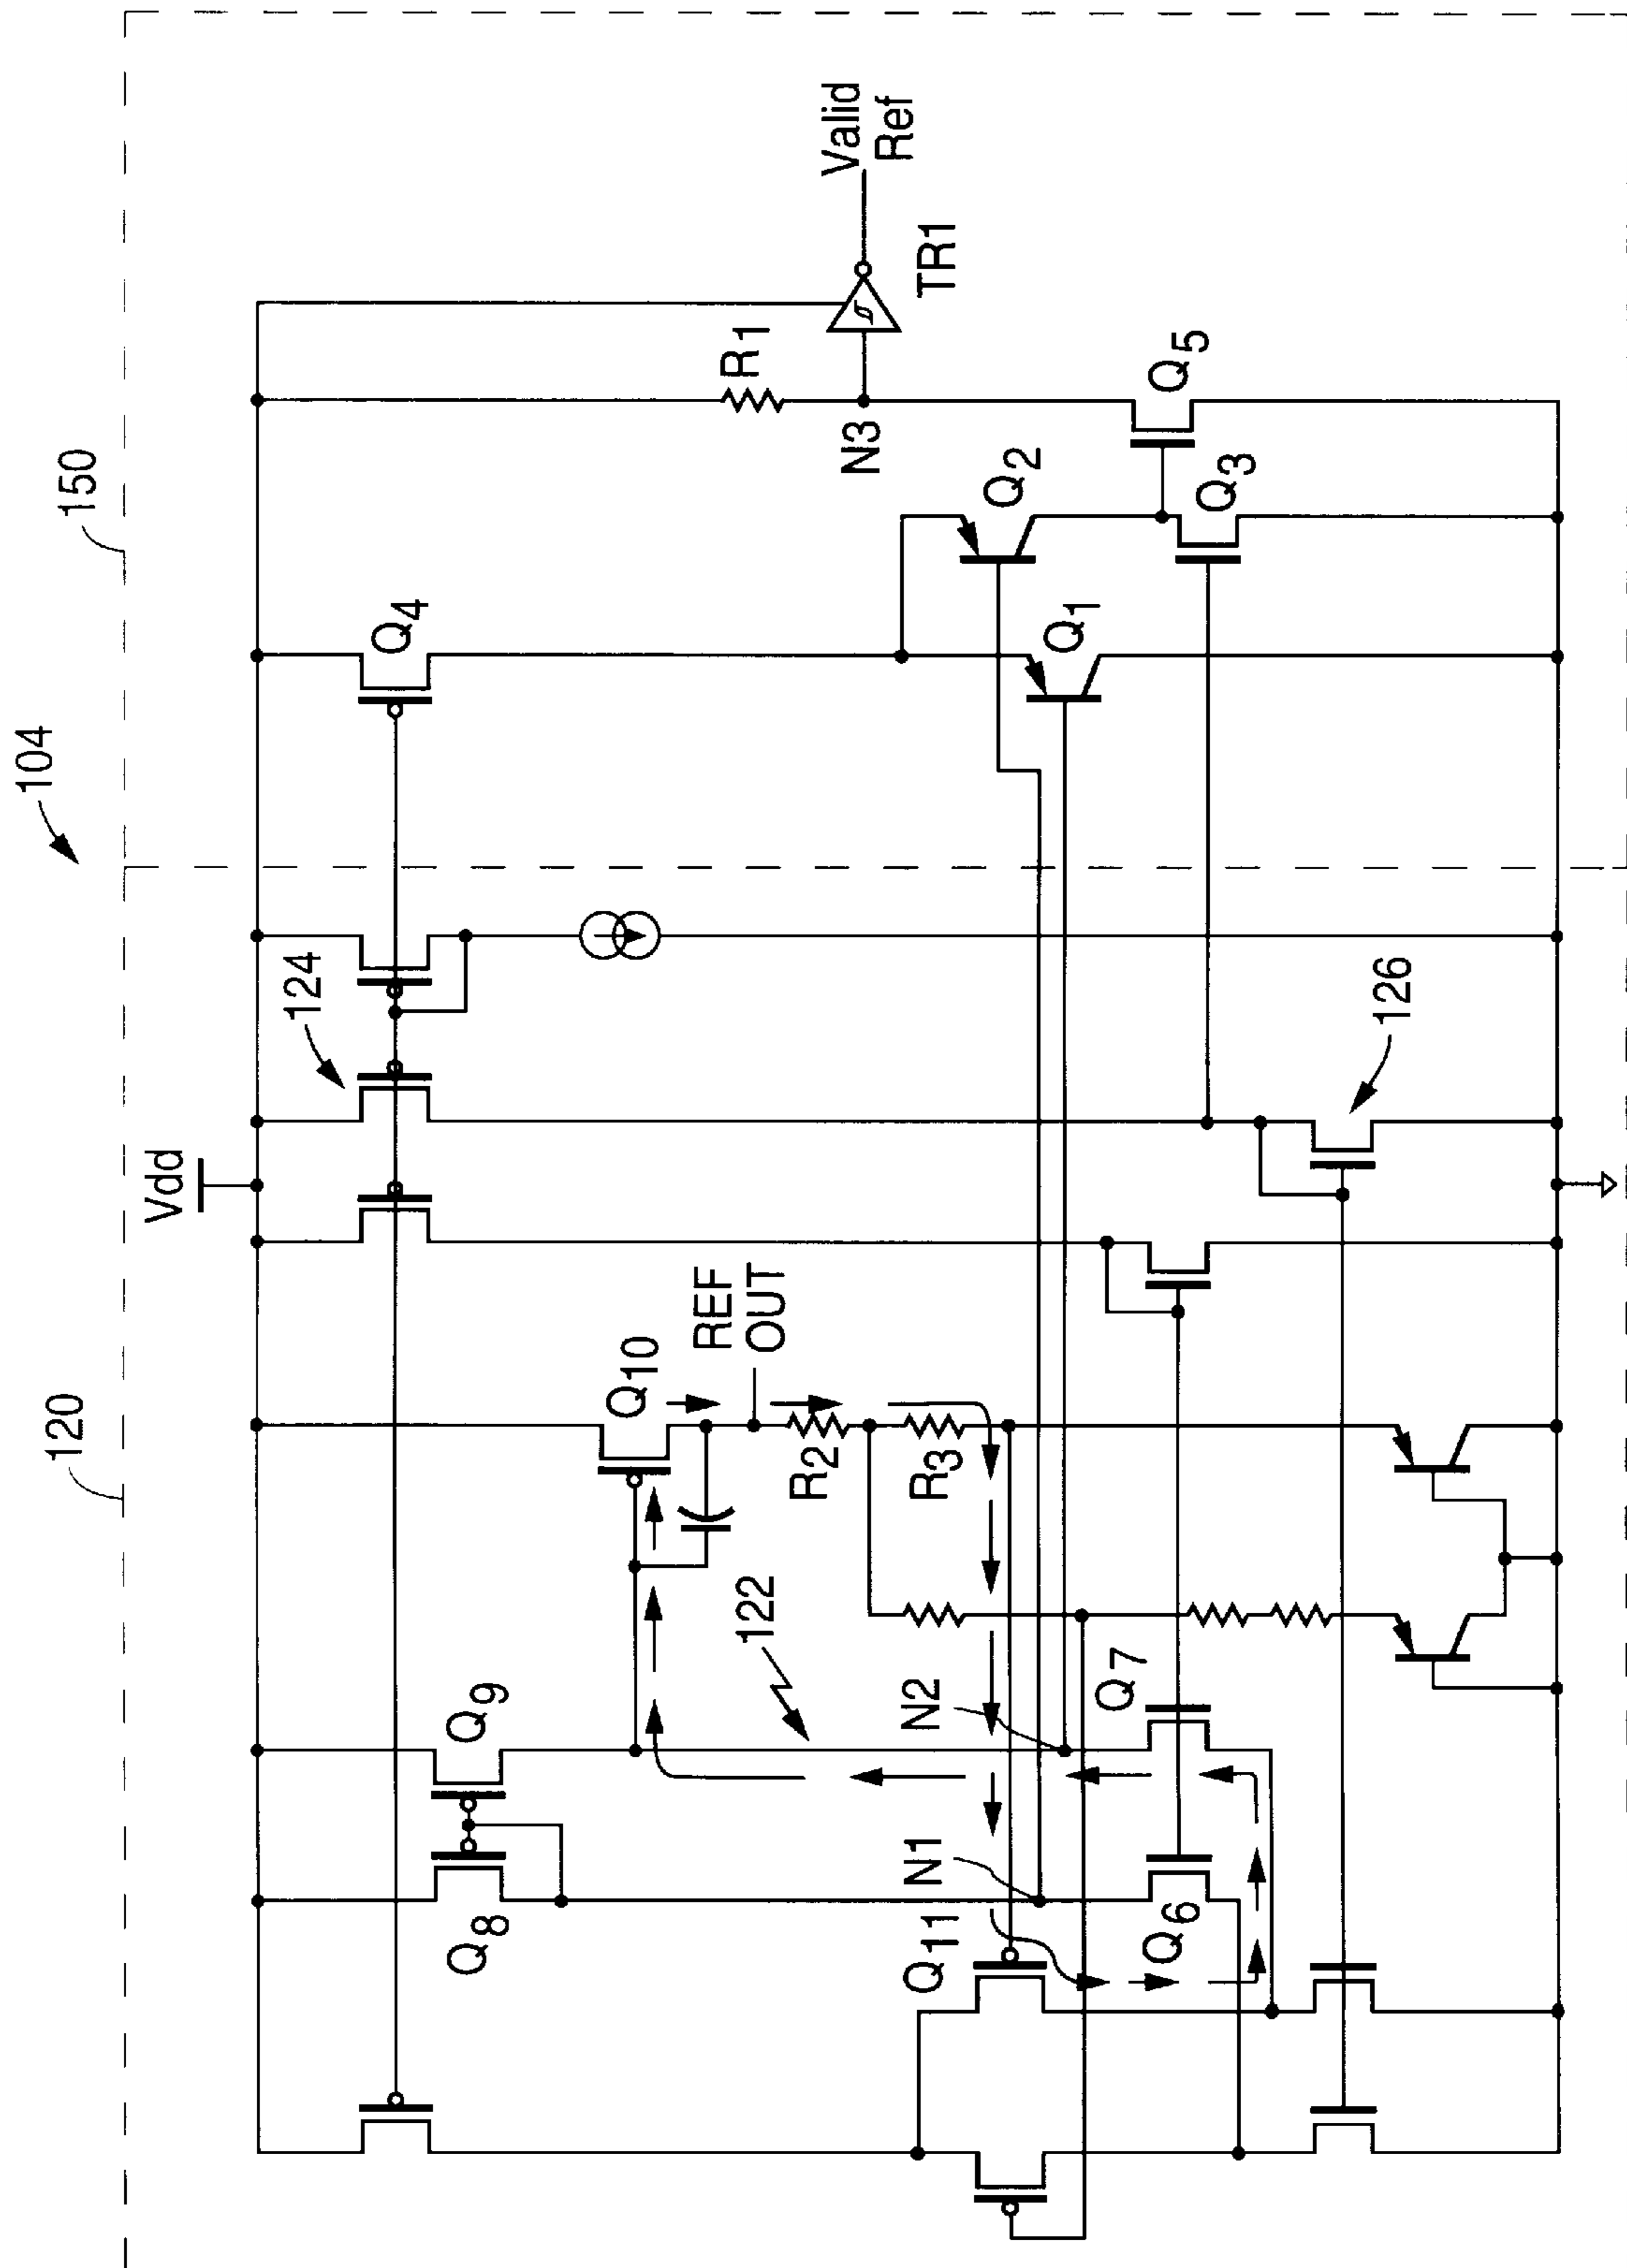 104
150
120
Vdd
124
Q4
Valid
Ref
TR1
R1
N3
Q5
Q2
Q3
Q1
126
REF
OUT
Q10
R2
R3
122
Q9
Q8
N2
N1
Q7
Q6
Q11